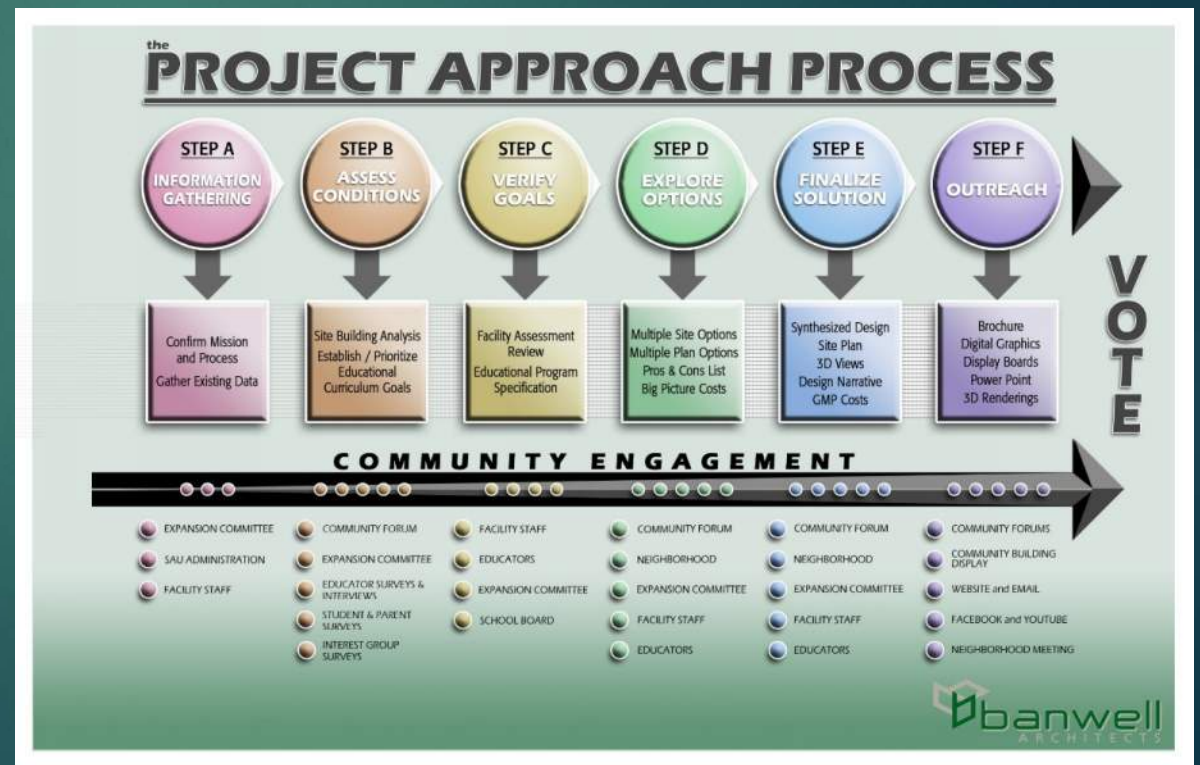 the
PROJECT APPROACH PROCESS
STEP A
INFORMATION
GATHERING
STEP B
ASSESS
CONDITIONS
STEP C
VERIFY
GOALS
STEP D
EXPLORE
OPTIONS
STEP E
FINALIZE
SOLUTION
STEP F
OUTREACH
Confirm Mission
and Process
Gather Existing Data
Site Building Analysis
Establish / Prioritize
Educational
Curriculum Goals
Facility Assessment
Review
Educational Program
Specification
Multiple Site Options
Multiple Plan Options
Pros & Cons List
Big Picture Costs
Synthesized Design
Site Plan
3D Views
Design Narrative
GMP Costs
Brochure
Digital Graphics
Display Boards
Power Point
3D Renderings
VOTE
COMMUNITY ENGAGEMENT
EXPANSION COMMITTEE
SAU ADMINISTRATION
FACILITY STAFF
COMMUNITY FORUM
EXPANSION COMMITTEE
EDUCATOR SURVEYS &
INTERVIEWS
STUDENT & PARENT
SURVEYS
INTEREST GROUP
SURVEYS
FACILITY STAFF
EDUCATORS
EXPANSION COMMITTEE
SCHOOL BOARD
COMMUNITY FORUM
NEIGHBORHOOD
EXPANSION COMMITTEE
FACILITY STAFF
EDUCATORS
COMMUNITY FORUM
NEIGHBORHOOD
EXPANSION COMMITTEE
FACILITY STAFF
EDUCATORS
COMMUNITY FORUMS
COMMUNITY BUILDING
DISPLAY
WEBSITE and EMAIL
FACEBOOK and YOUTUBE
NEIGHBORHOOD MEETING
banwell
ARCHITECTS